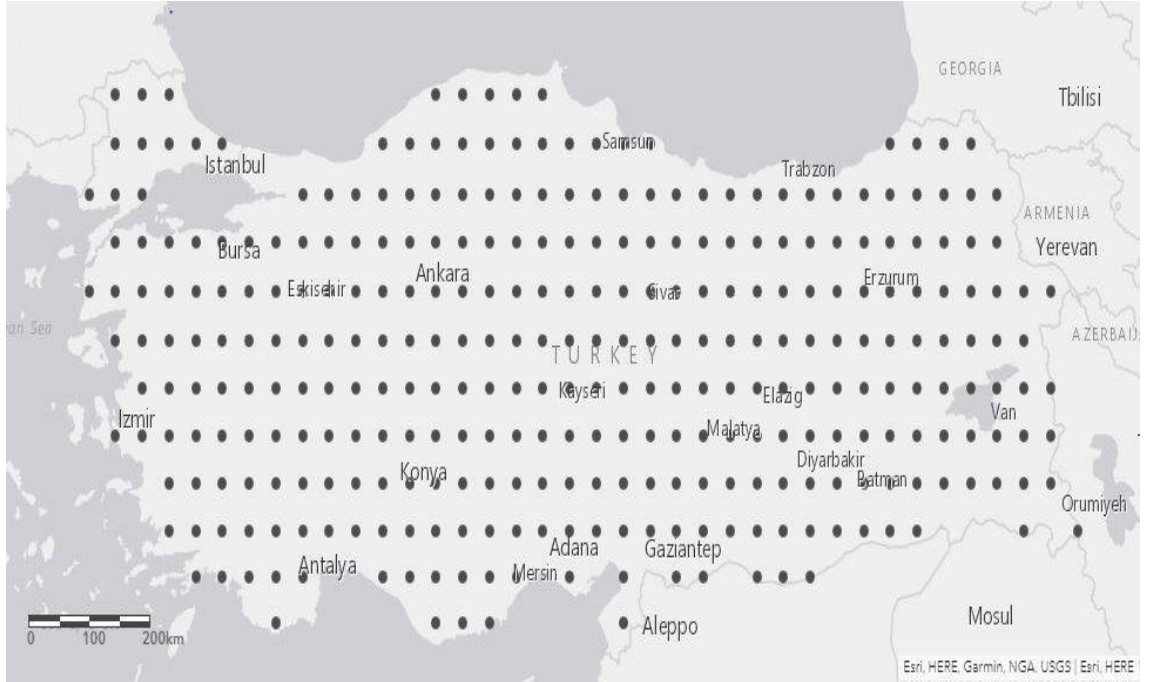 GEORGIA
Tbilisi
Samsun
Istanbul
Trabzon
ARMENIA
Yerevan
Bursa
Ankara
Erzurum
Eskisehir
Sivas
an Sea
AZERBAIJ
TURKEY
Kayseri
Elazig
Van
Izmir
Malatya
Diyarbakir
Konya
Batman
Orumiyeh
Adana
Gaziantep
Antalya
Mersin
Mosul
Aleppo
0 100 200km
Esri, HERE, Garmin, NGA, USGS | Esri, HERE